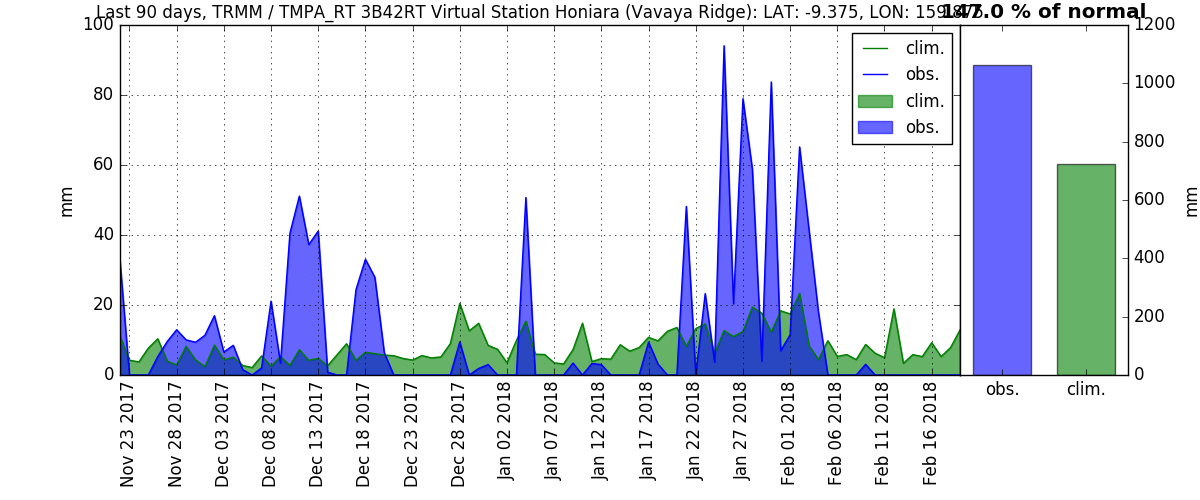 Last 90 days, TRMM / TMPA_RT 3B42RT Virtual Station Honiara (Vavaya Ridge): LAT: -9.375, LON: 159.875
147.0 % of normal
100
80
60
40
20
0
mm
clim.
obs.
clim.
obs.
Nov 23 2017
Nov 28 2017
Dec 03 2017
Dec 08 2017
Dec 13 2017
Dec 18 2017
Dec 23 2017
Dec 28 2017
Jan 02 2018
Jan 07 2018
Jan 12 2018
Jan 17 2018
Jan 22 2018
Jan 27 2018
Feb 01 2018
Feb 06 2018
Feb 11 2018
Feb 16 2018
1200
1000
800
600
400
200
0
mm
obs. clim.